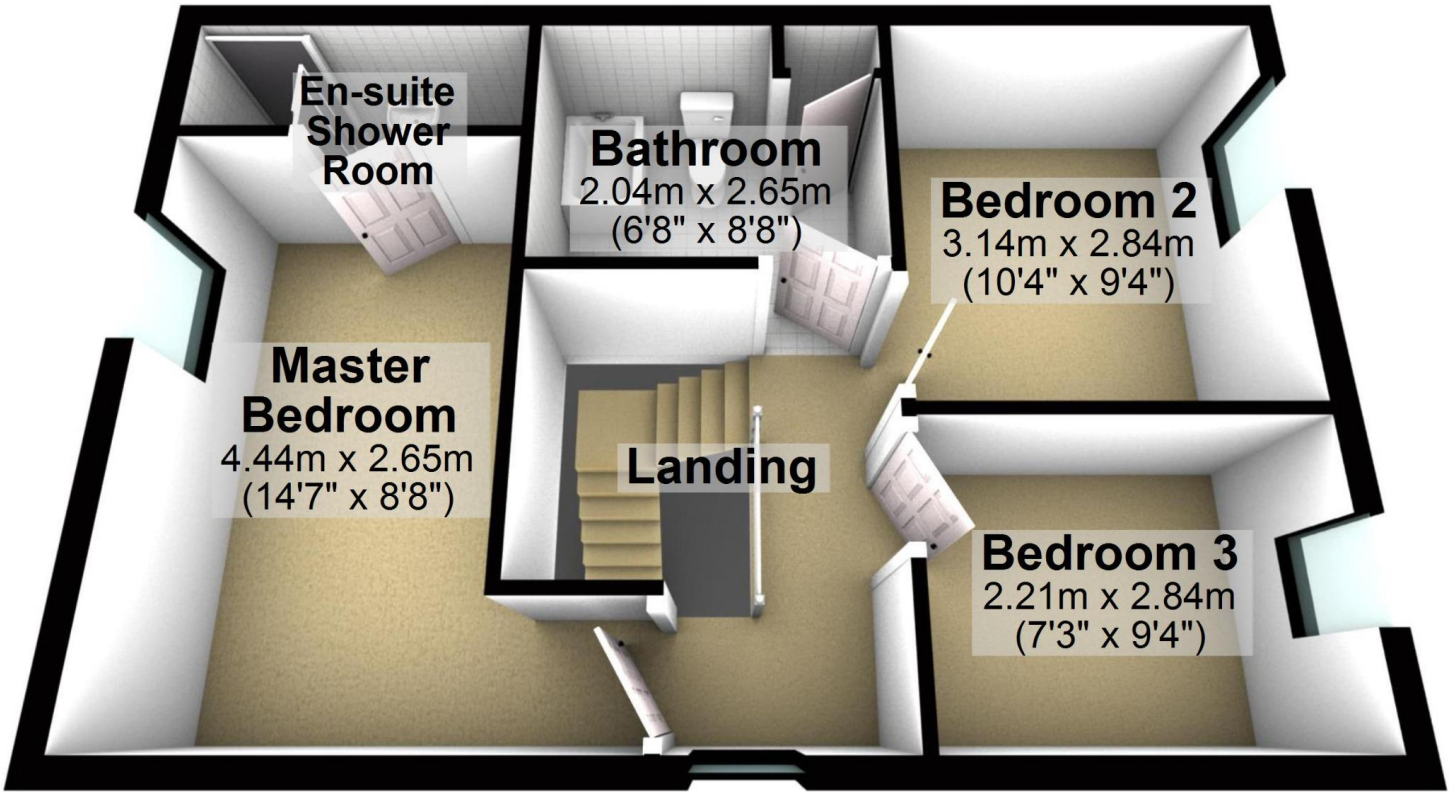 En-suite
Shower
Room
Bathroom
2.04m x 2.65m
(6'8" x 8'8")
Bedroom 2
3.14m x 2.84m
(10'4" x 9'4")
Master
Bedroom
4.44m x 2.65m
(14'7" x 8'8")
Landing
Bedroom 3
2.21m x 2.84m
(7'3" x 9'4")